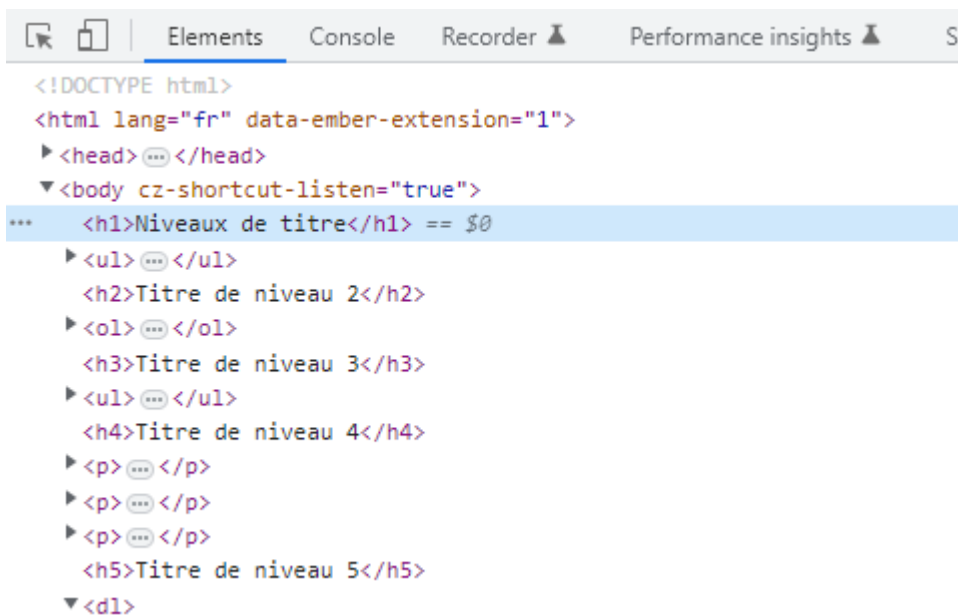 Elements Console Recorder Performance insights S
<!DOCTYPE html>
<html lang="fr" data-ember-extension="1">
<head>…</head>
<body cz-shortcut-listen="true">
… <h1>Niveaux de titre</h1> == $0
<ul>…</ul>
<h2>Titre de niveau 2</h2>
<ol>…</ol>
<h3>Titre de niveau 3</h3>
<ul>…</ul>
<h4>Titre de niveau 4</h4>
<p>…</p>
<p>…</p>
<p>…</p>
<h5>Titre de niveau 5</h5>
<dl>